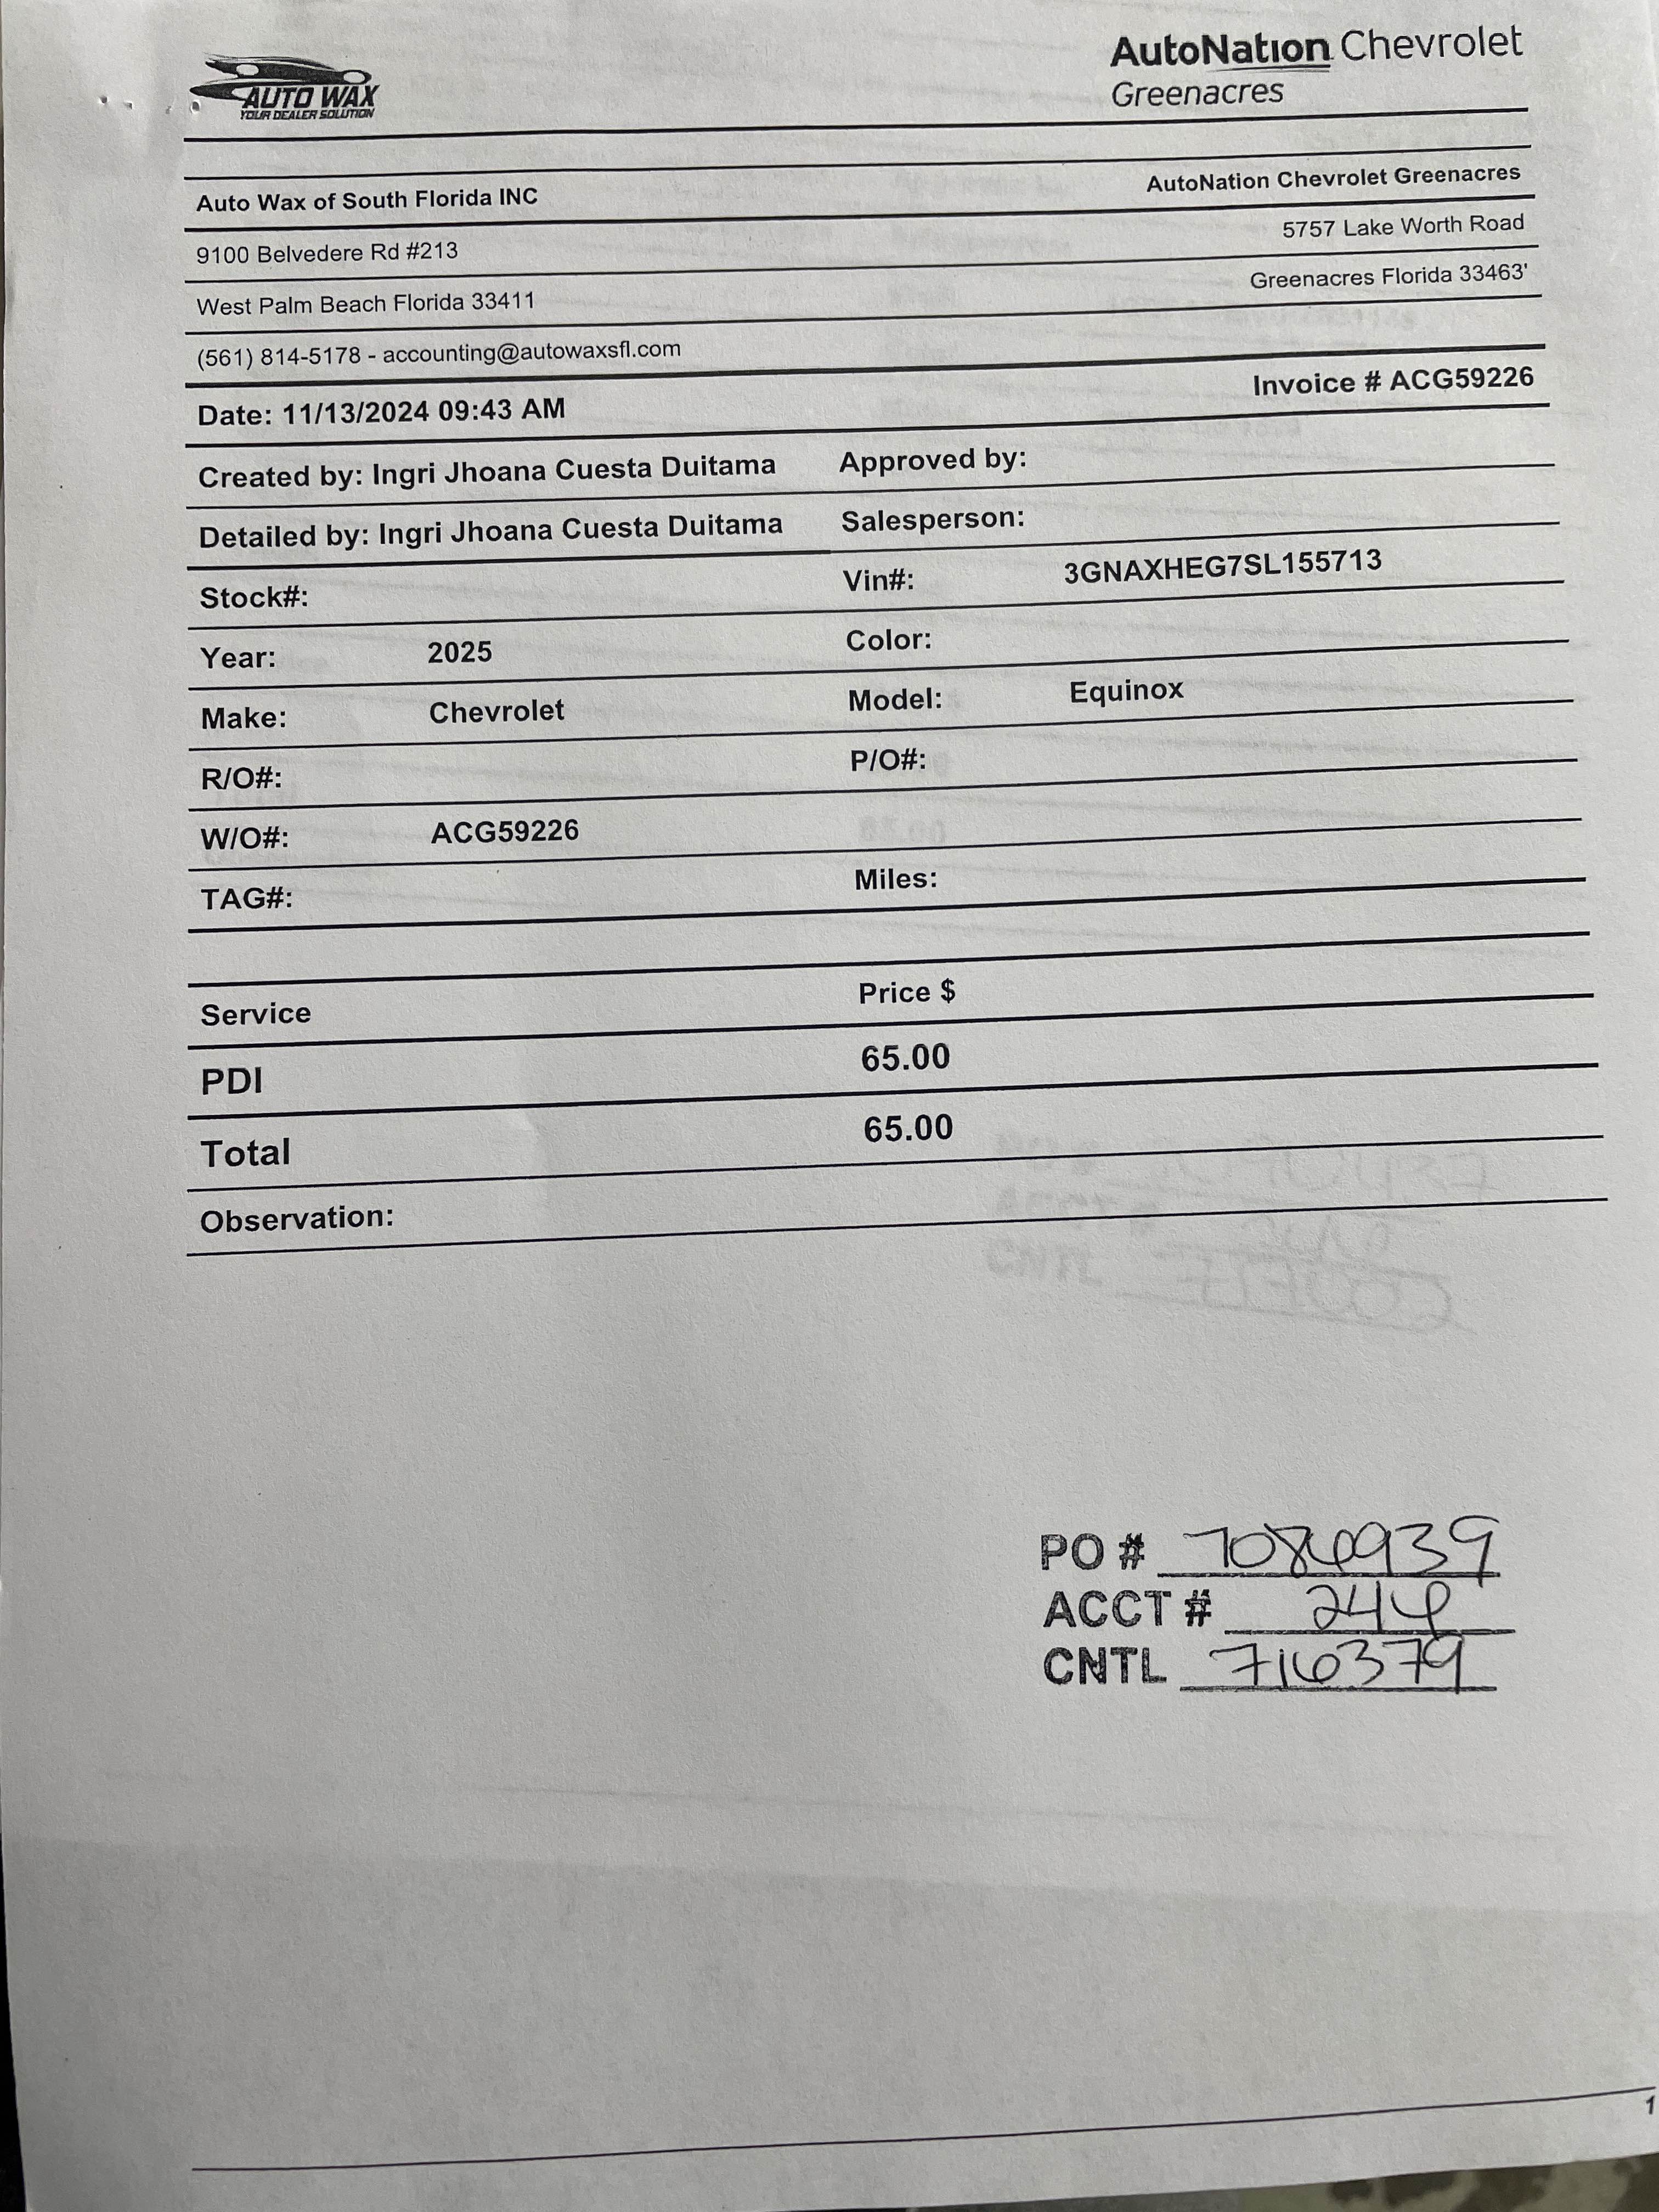 AUTO WAX
YOUR DEALER SOLUTION
AutoNation Chevrolet
Greenacres
Auto Wax of South Florida INC AutoNation Chevrolet Greenacres
9100 Belvedere Rd #213 5757 Lake Worth Road
West Palm Beach Florida 33411 Greenacres Florida 33463'
(561) 814-5178 - accounting@autowaxsfl.com
Date: 11/13/2024 09:43 AM Invoice # ACG59226
Created by: Ingri Jhoana Cuesta Duitama Approved by:
Detailed by: Ingri Jhoana Cuesta Duitama Salesperson:
Stock#: Vin#: 3GNAXHEG7SL155713
Year: 2025 Color:
Make: Chevrolet Model: Equinox
R/O#: P/O#:
W/O#: ACG59226
TAG#: Miles:
Service Price $
PDI 65.00
Total 65.00
Observation:
PO # 7086939
ACCT # 246
CNTL 716379
1